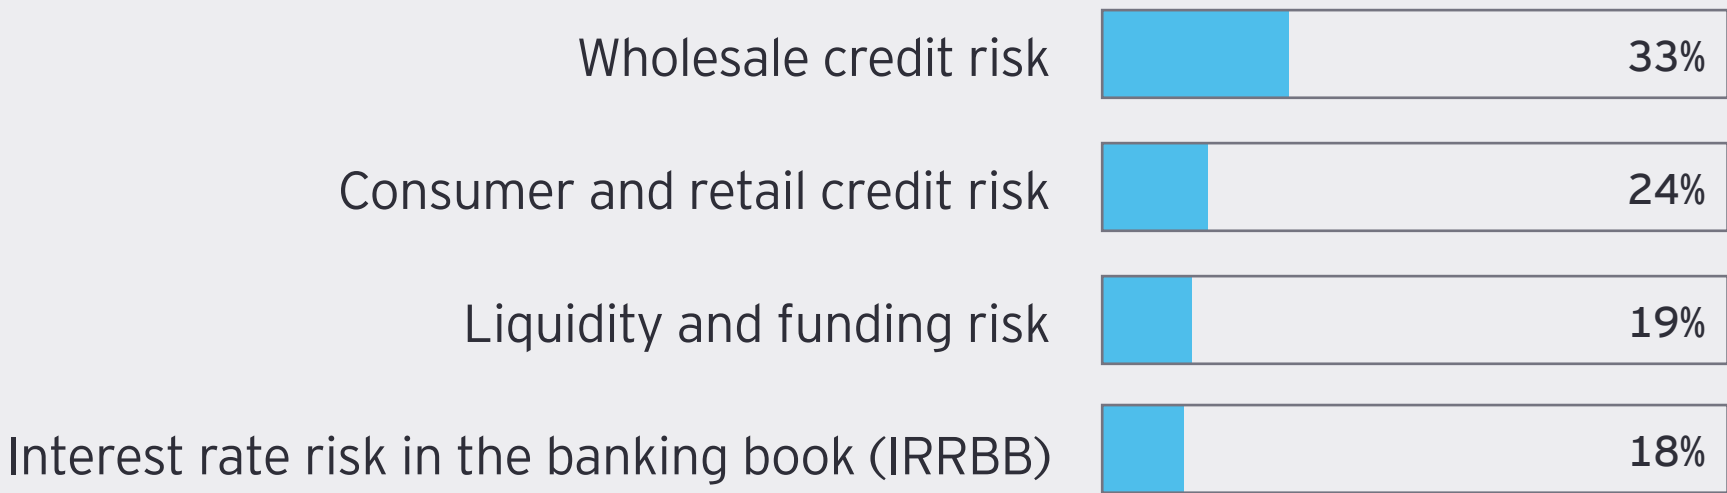 Wholesale credit risk 33%
Consumer and retail credit risk 24%
Liquidity and funding risk 19%
Interest rate risk in the banking book (IRRBB) 18%